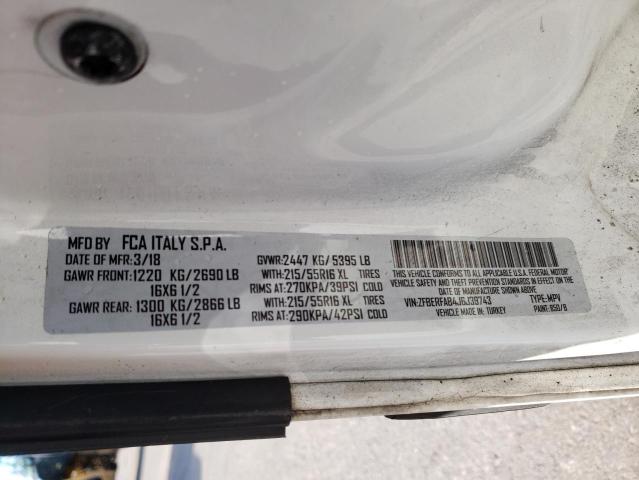 MFD BY FCA ITALY S.P.A.
DATE OF MFR:3/18 GVWR:2447 KG/5395 LB
GAWR FRONT:1220 KG/2690 LB WITH:215/55R16 XL TIRES
16X6 1/2 RIMS AT:270KPA/39PSI COLD
GAWR REAR:1300 KG/2866 LB WITH:215/55R16 XL
16X6 1/2 RIMS AT:290KPA/42PSI COLD
THIS VEHICLE CONFORMS TO ALL APPLICABLE U.S.A. FEDERAL MOTOR
VEHICLE SAFETY STANDARDS IN EFFECT ON THE DATE OF MANUFACTURE
SHOWN ABOVE
VIN:ZFBERFAB4J6J39743 TYPE:MPV
VEHICLE MADE IN: TURKEY PAINT: 850/B